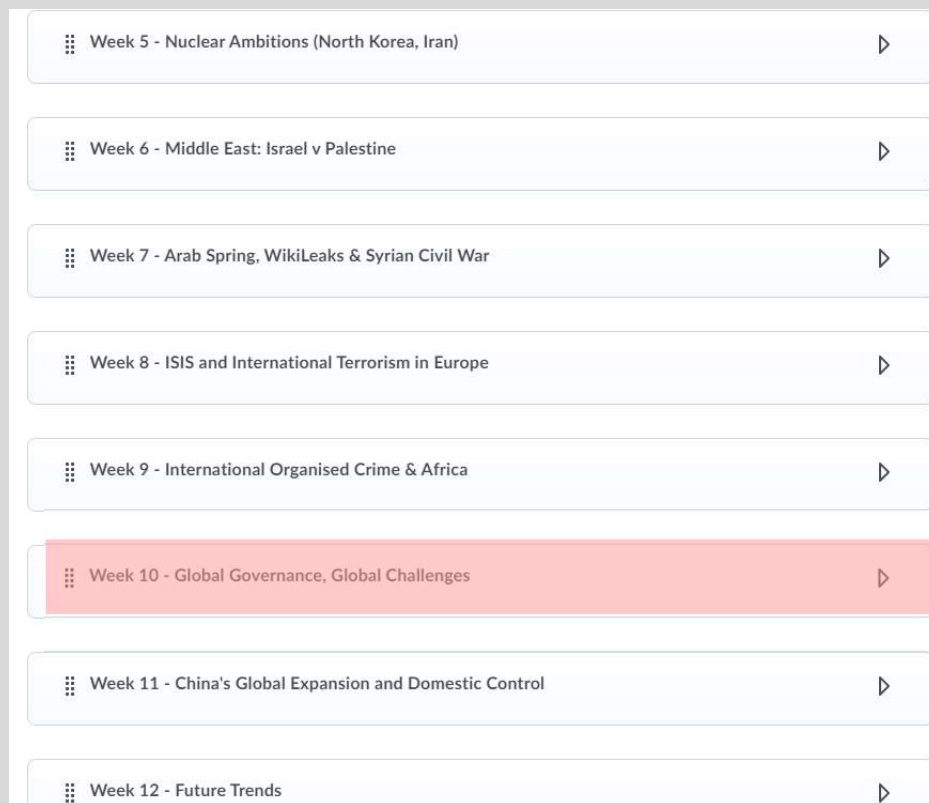 Week 5 - Nuclear Ambitions (North Korea, Iran)
Week 6 - Middle East: Israel v Palestine
Week 7 - Arab Spring, WikiLeaks & Syrian Civil War
Week 8 - ISIS and International Terrorism in Europe
Week 9 - International Organised Crime & Africa
Week 10 - Global Governance, Global Challenges
Week 11 - China's Global Expansion and Domestic Control
Week 12 - Future Trends